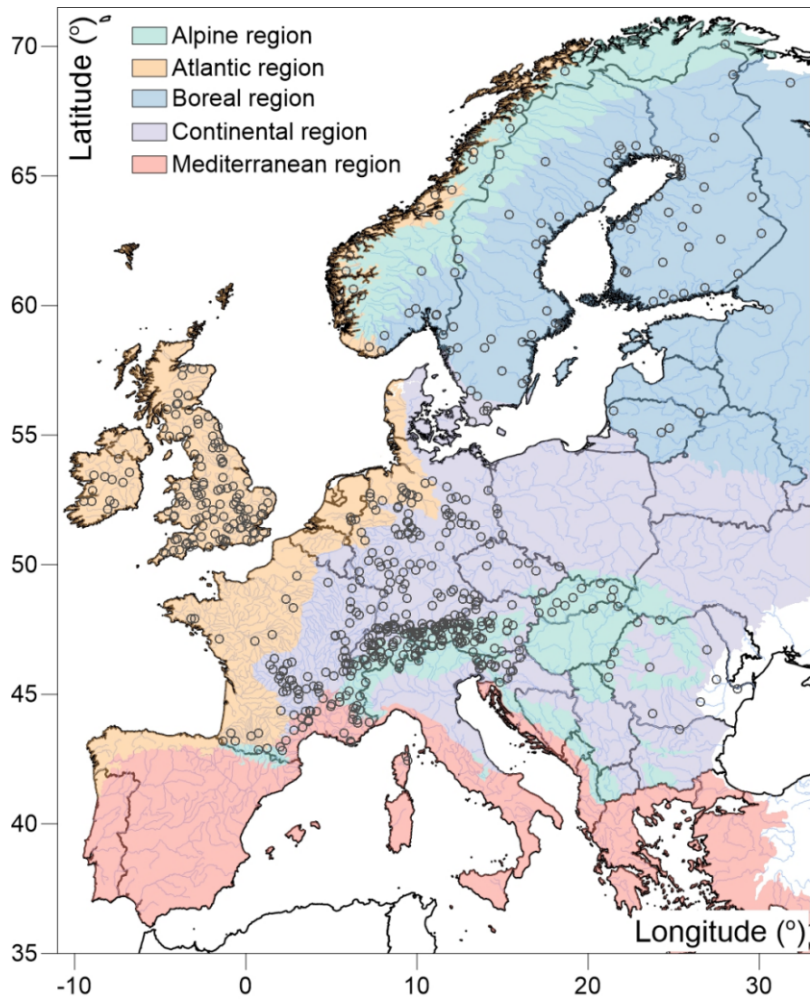 Latitude (°)
Alpine region
Atlantic region
Boreal region
Continental region
Mediterranean region
70
65
60
55
50
45
40
35
Longitude (°)
-10 0 10 20 30